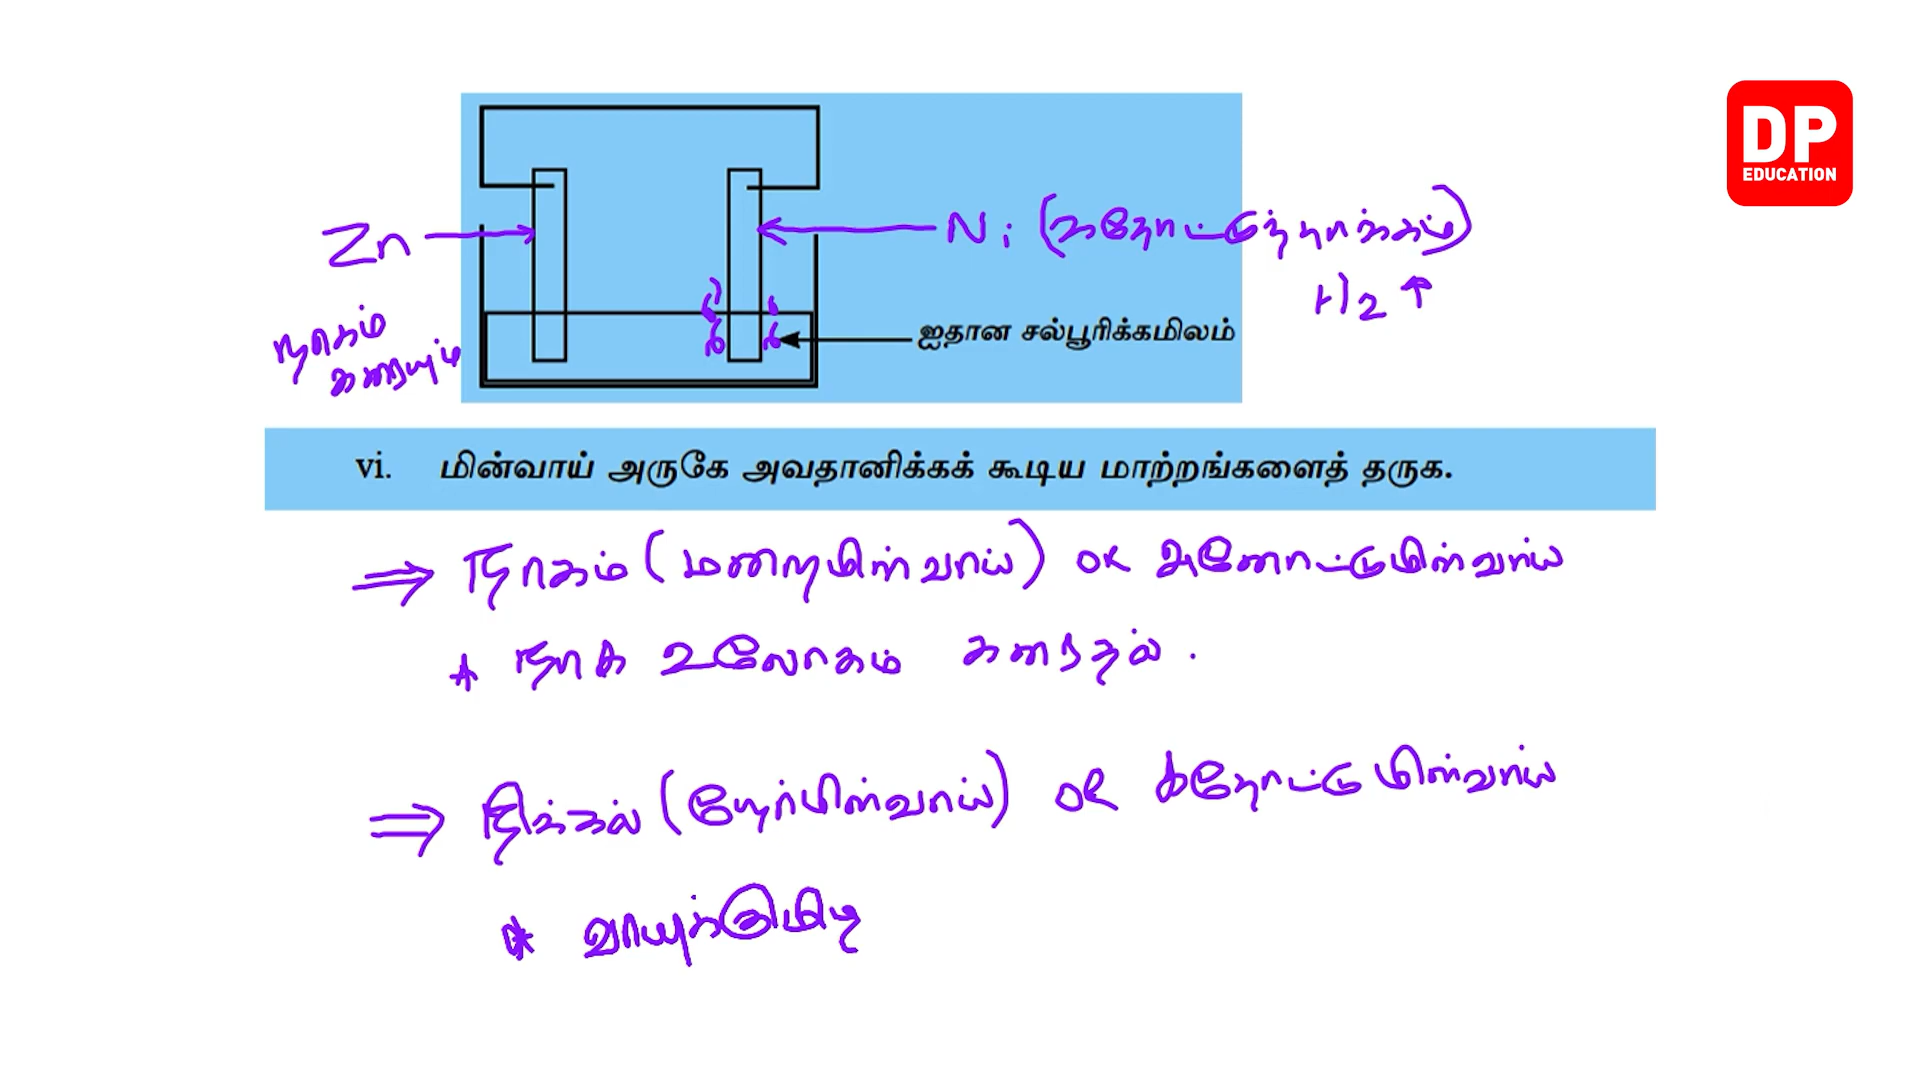 DP
EDUCATION
Zn
Ni (கதோட்டுத்தாக்கம்)
H2 ↑
நாகம்
கரையும்
ஐதான சல்பூரிக்கமிலம்
vi. மின்வாய் அருகே அவதானிக்கக் கூடிய மாற்றங்களைத் தருக.
⇒ நாகம் (மறைமின்வாய்) or அனோட்டுமின்வாய்
* நாக உலோகம் கரைதல்.
⇒ நிக்கல் (நேர்மின்வாய்) or கதோட்டு மின்வாய்
* வாயுக்குமிழி